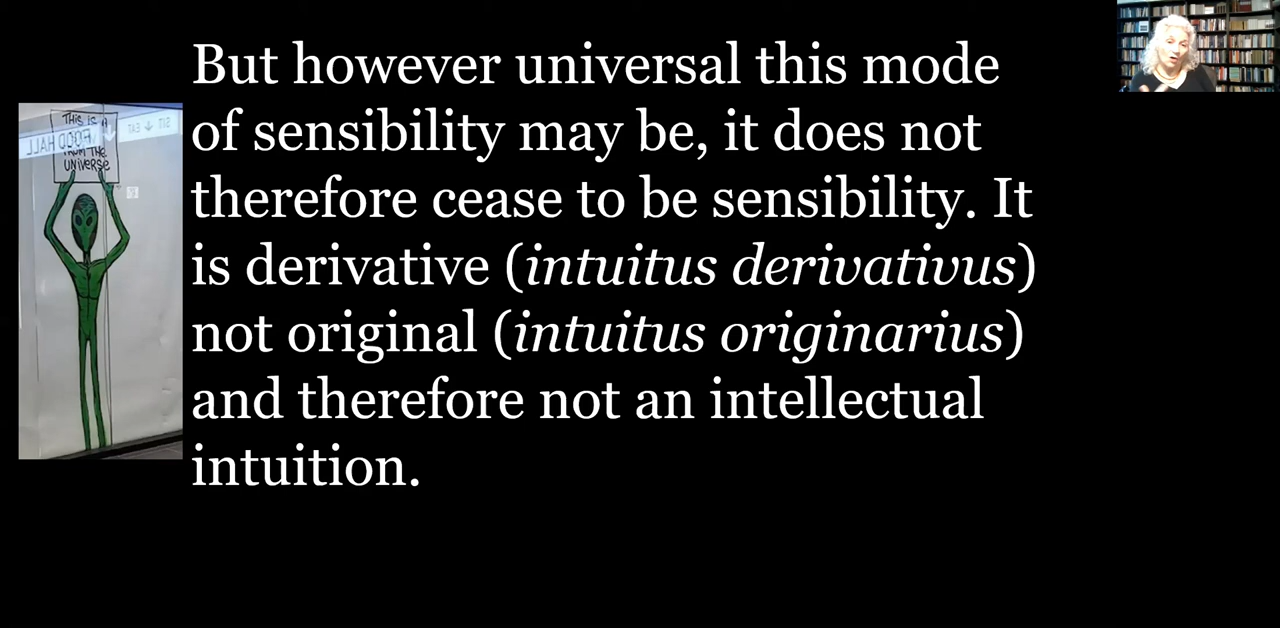 But however universal this mode
of sensibility may be, it does not
therefore cease to be sensibility. It
is derivative (intuitus derivativus)
not original (intuitus originarius)
and therefore not an intellectual
intuition.
THIS IS A
FOOD HALL
SIT EAT
FROM THE
UNIVERSE